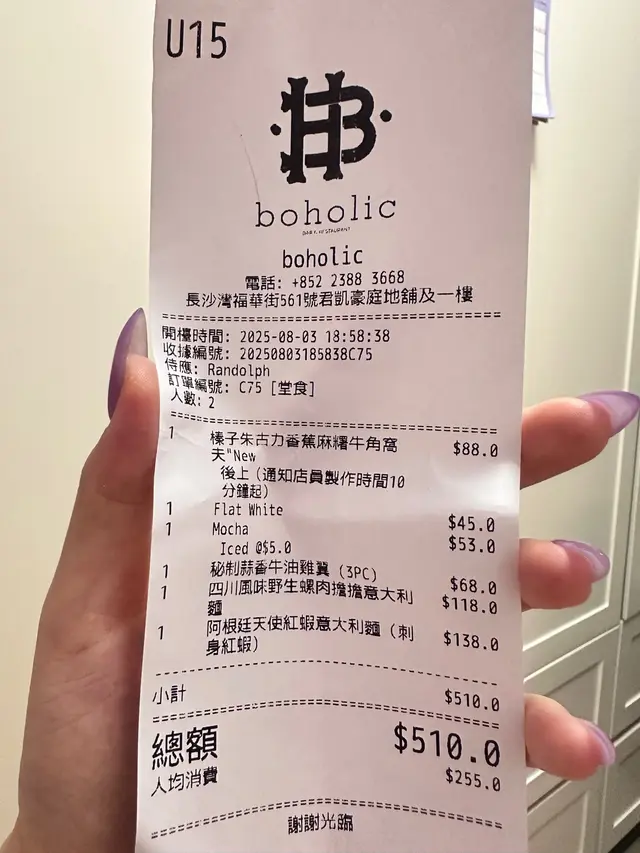 U15
HB
boholic
BAR & RESTAURANT
boholic
電話: +852 2388 3668
長沙灣福華街561號君凱豪庭地舖及一樓
開檯時間: 2025-08-03 18:58:38
收據編號: 20250803185838C75
侍應: Randolph
訂單編號: C75 [堂食]
人數: 2
1 榛子朱古力香蕉麻糬牛角窩 $88.0
夫"New
後上 (通知店員製作時間10
分鐘起)
1 Flat White $45.0
1 Mocha $53.0
Iced @$5.0
1 秘制蒜香牛油雞翼 (3PC) $68.0
1 四川風味野生螺肉擔擔意大利 $118.0
麵
1 阿根廷天使紅蝦意大利麵 (刺 $138.0
身紅蝦)
小計 $510.0
總額 $510.0
人均消費 $255.0
謝謝光臨